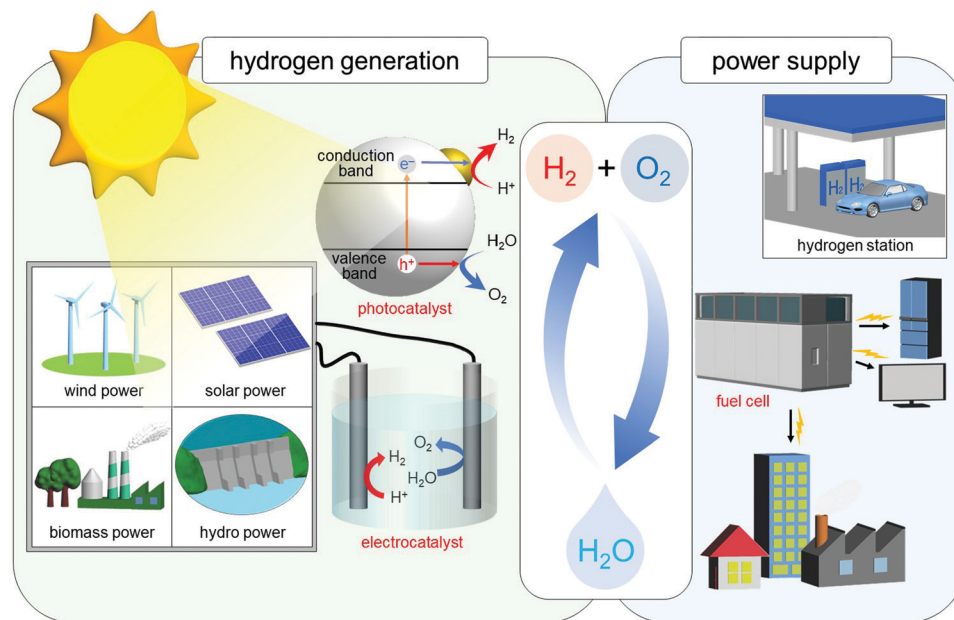 hydrogen generation
conduction
band
e⁻
H₂
H⁺
valence
band
h⁺
H₂O
O₂
photocatalyst
wind power
solar power
biomass power
hydro power
O₂
H₂
H₂O
H⁺
electrocatalyst
H₂ + O₂
H₂O
power supply
H₂ H₂
hydrogen station
fuel cell